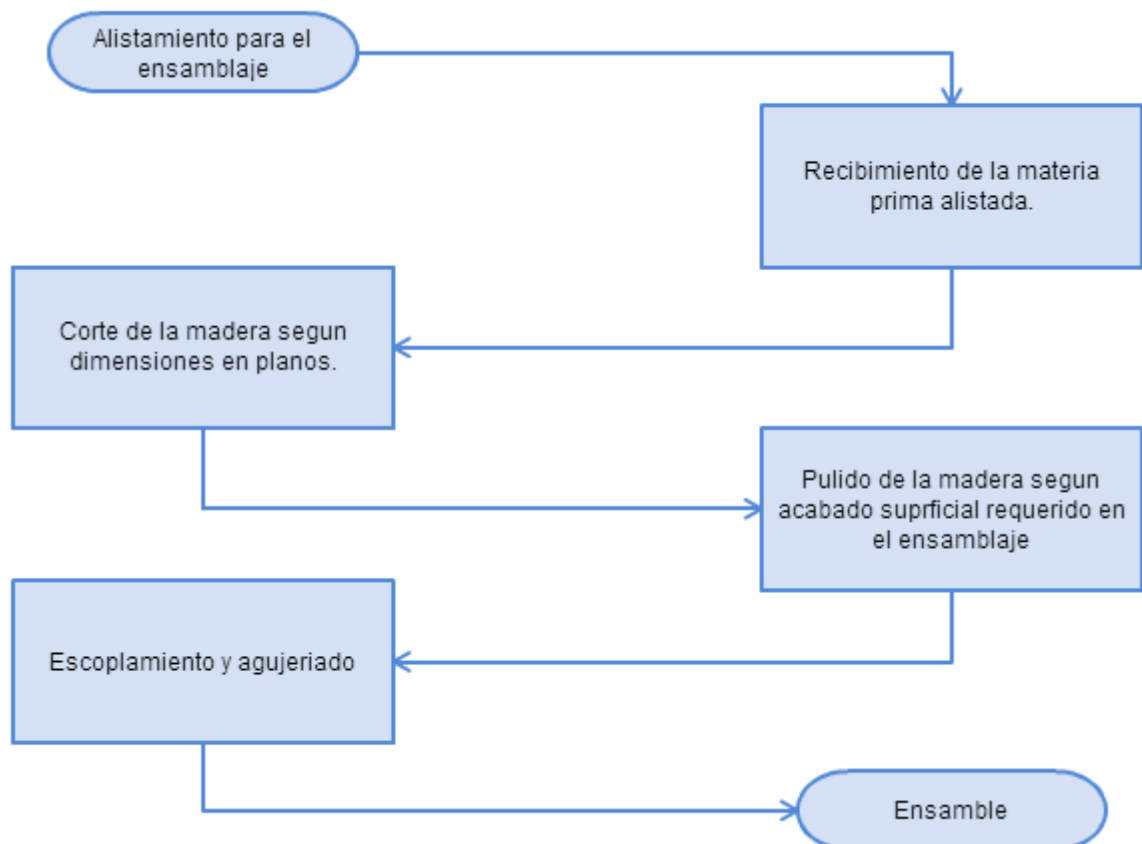 Alistamiento para el
ensamblaje
Recibimiento de la materia
prima alistada.
Corte de la madera segun
dimensiones en planos.
Pulido de la madera segun
acabado suprficial requerido en
el ensamblaje
Escoplamiento y agujeriado
Ensamble